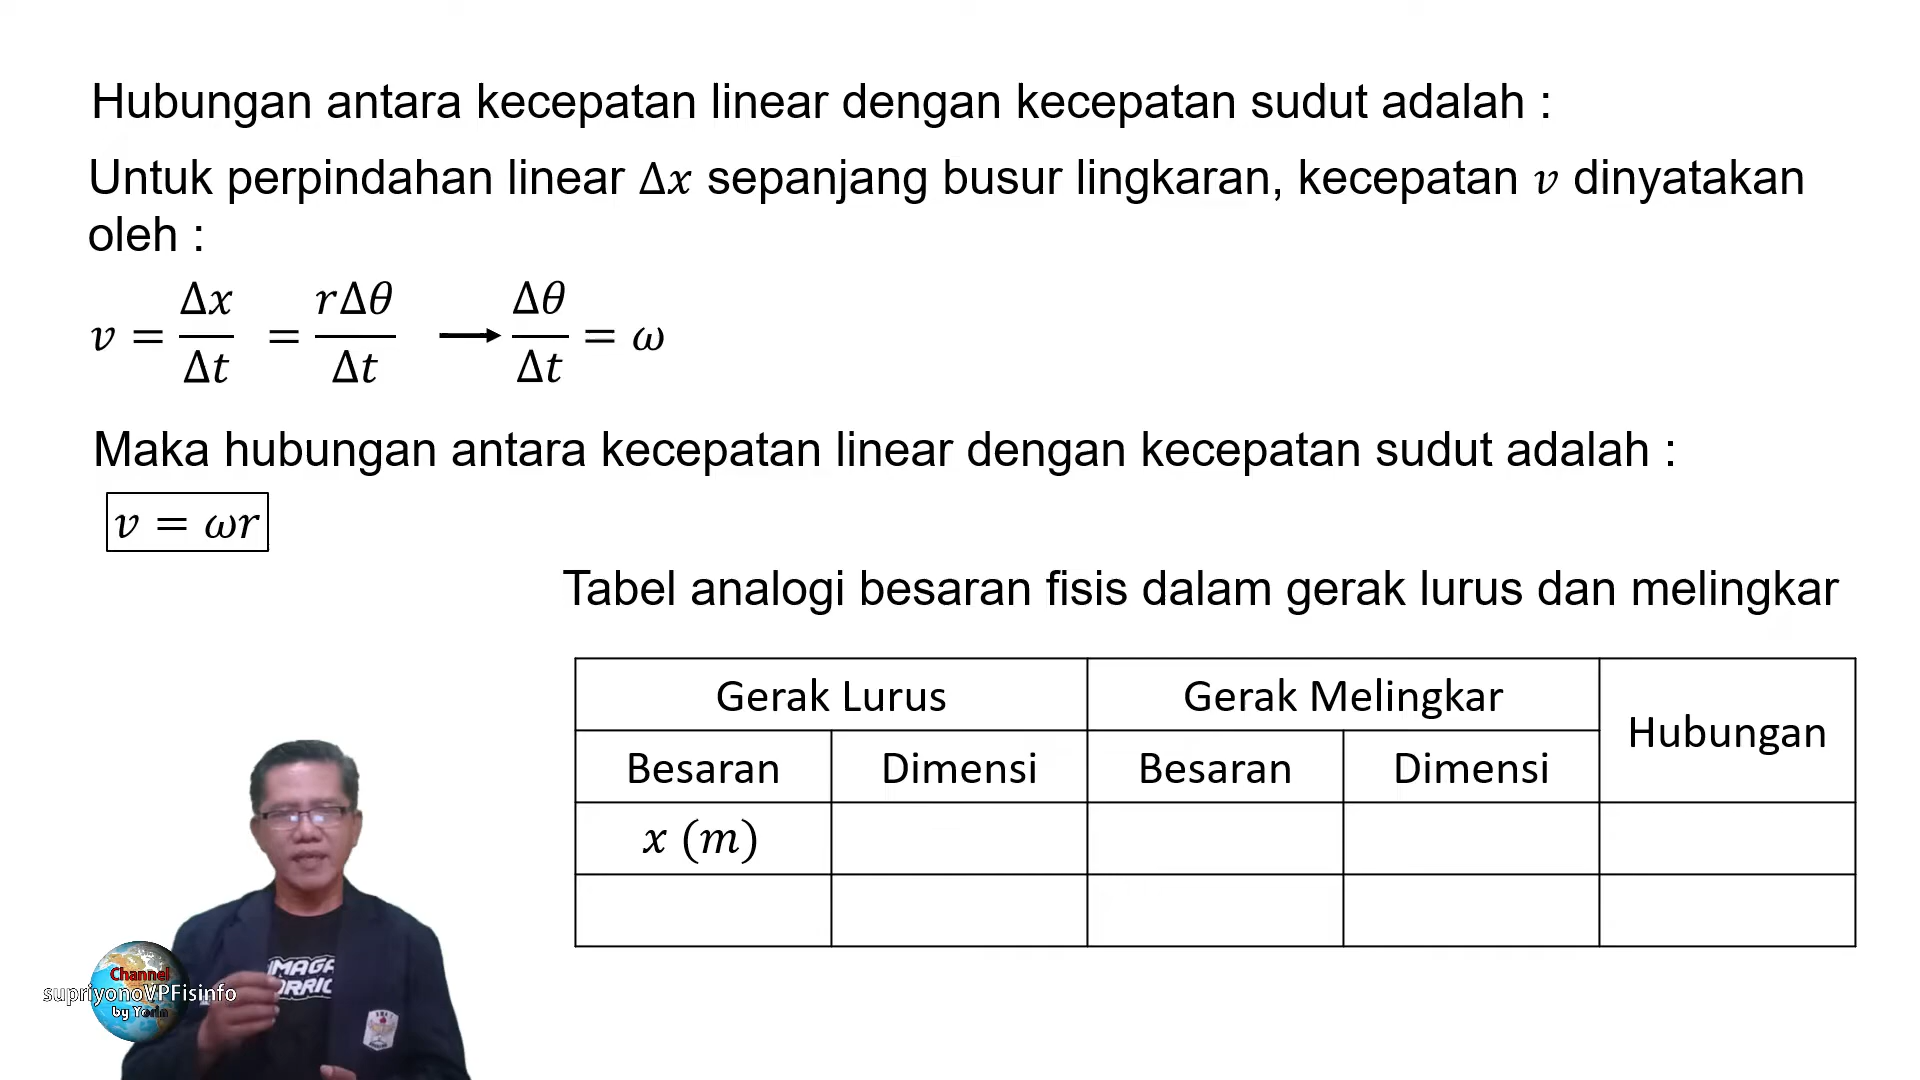 Hubungan antara kecepatan linear dengan kecepatan sudut adalah :
Untuk perpindahan linear Δx sepanjang busur lingkaran, kecepatan v dinyatakan
oleh :
v = Δx/Δt = rΔθ/Δt → Δθ/Δt = ω
Maka hubungan antara kecepatan linear dengan kecepatan sudut adalah :
v = ωr
Tabel analogi besaran fisis dalam gerak lurus dan melingkar
Gerak Lurus Gerak Melingkar Hubungan
Besaran Dimensi Besaran Dimensi
x (m)
Channel
supriyonoVPFisinfo
by Yorin